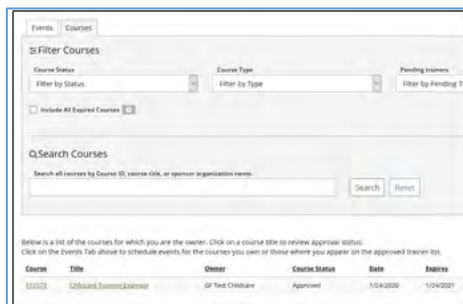 Events Courses
Filter Courses
Course Status Course Type Pending trainers
Filter by Status Filter by Type Filter by Pending T
Include All Expired Courses
Search Courses
Search all courses by Course ID, course title, or sponsor organization name.
Search Reset
Below is a list of the courses for which you are the owner. Click on a course title to review approval status.
Click on the Events Tab above to schedule events for the courses you own or those where you appear on the approved trainer list.
Course Title Owner Course Status Date Expires
Childcare Training Example GF Test Childcare Approved 1/24/2020 1/24/2021